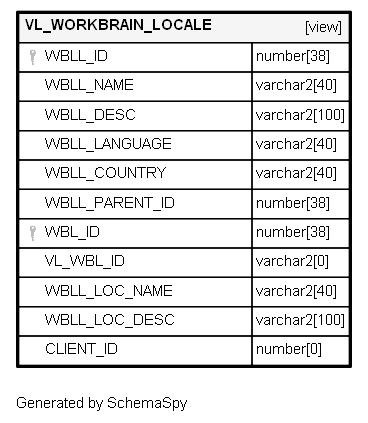 VL_WORKBRAIN_LOCALE [view]
WBLL_ID number[38]
WBLL_NAME varchar2[40]
WBLL_DESC varchar2[100]
WBLL_LANGUAGE varchar2[40]
WBLL_COUNTRY varchar2[40]
WBLL_PARENT_ID number[38]
WBL_ID number[38]
VL_WBL_ID varchar2[0]
WBLL_LOC_NAME varchar2[40]
WBLL_LOC_DESC varchar2[100]
CLIENT_ID number[0]
Generated by SchemaSpy